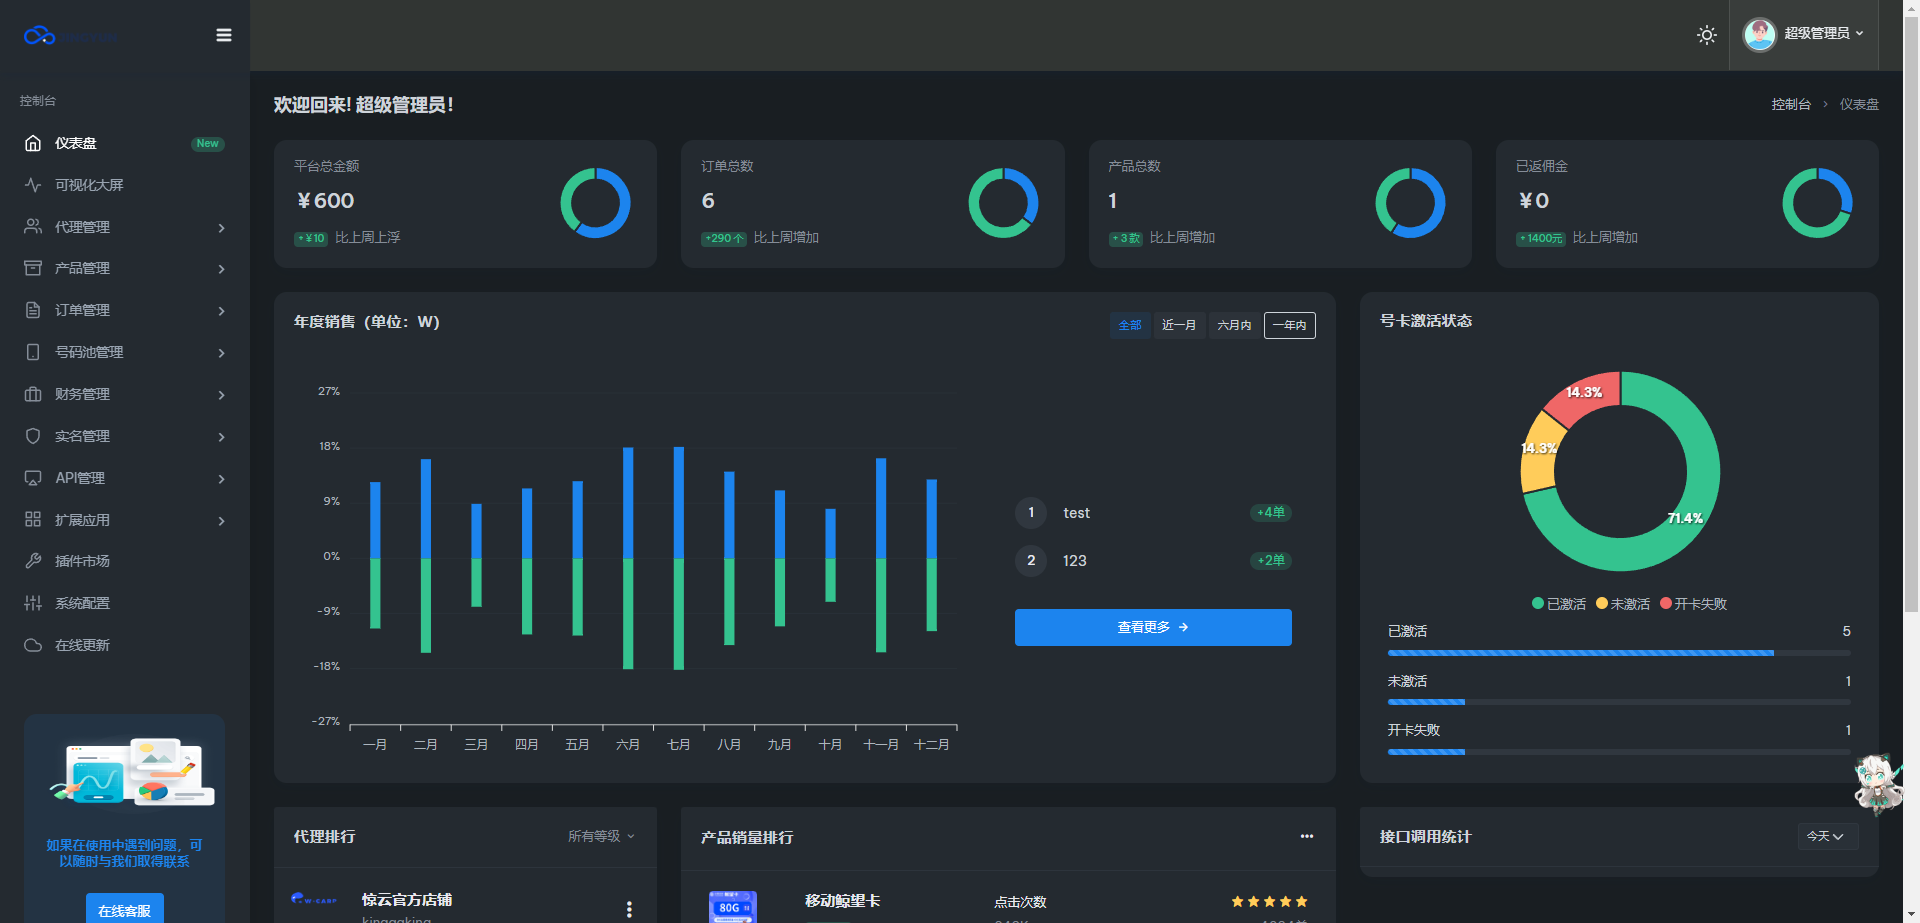 超级管理员
控制台
仪表盘
New
可视化大屏
代理管理
产品管理
订单管理
号码池管理
财务管理
实名管理
API管理
扩展应用
插件市场
系统配置
在线更新
如果在使用中遇到问题，可
以随时与我们取得联系
在线客服
欢迎回来! 超级管理员!
控制台 > 仪表盘
平台总金额
¥600
+¥10 比上周上浮
订单总数
6
+290个 比上周增加
产品总数
1
+3款 比上周增加
已返佣金
¥0
+1400元 比上周增加
年度销售（单位：W）
全部 近一月 六月内 一年内
27%
18%
9%
0%
-9%
-18%
-27%
一月 二月 三月 四月 五月 六月 七月 八月 九月 十月 十一月 十二月
1 test +4单
2 123 +2单
查看更多 →
号卡激活状态
14.3%
14.3%
71.4%
已激活 未激活 开卡失败
已激活 5
未激活 1
开卡失败 1
代理排行 所有等级
惊云官方店铺
产品销量排行
80G
移动鲸望卡
点击次数
接口调用统计 今天